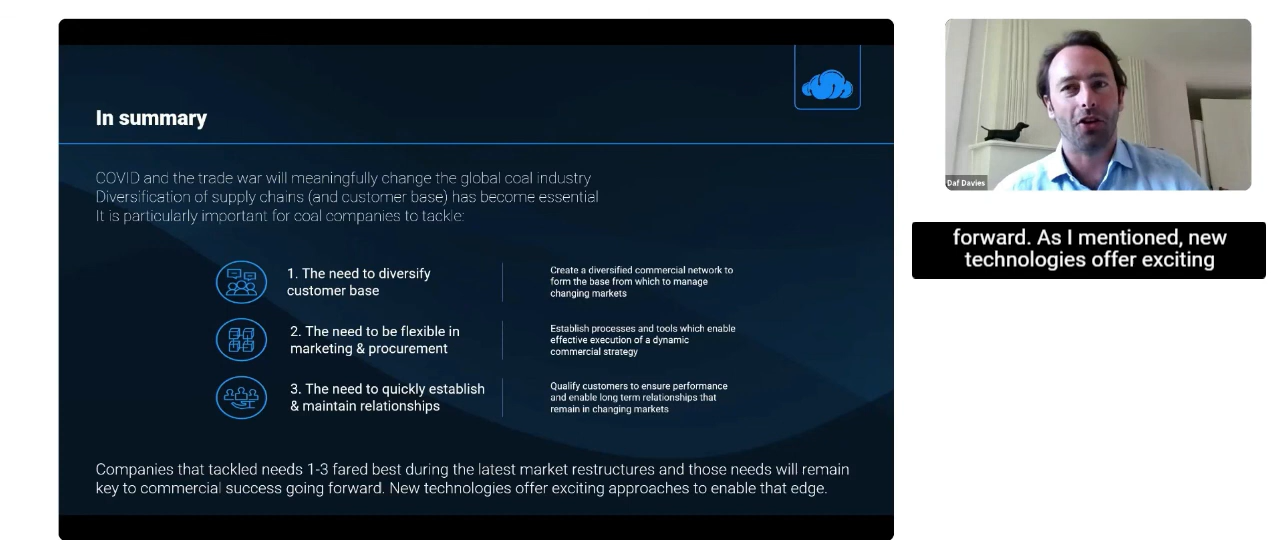 In summary
COVID and the trade war will meaningfully change the global coal industry
Diversification of supply chains (and customer base) has become essential
It is particularly important for coal companies to tackle:
1. The need to diversify
customer base
Create a diversified commercial network to
form the base from which to manage
changing markets
2. The need to be flexible in
marketing & procurement
Establish processes and tools which enable
effective execution of a dynamic
commercial strategy
3. The need to quickly establish
& maintain relationships
Qualify customers to ensure performance
and enable long term relationships that
remain in changing markets
Companies that tackled needs 1-3 fared best during the latest market restructures and those needs will remain
key to commercial success going forward. New technologies offer exciting approaches to enable that edge.
Daf Davies
forward. As I mentioned, new
technologies offer exciting